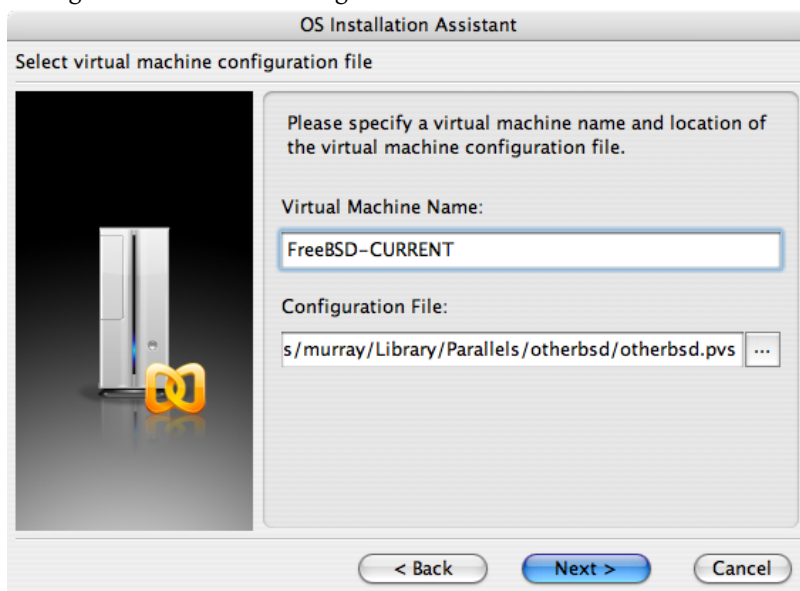 OS Installation Assistant
Select virtual machine configuration file
Please specify a virtual machine name and location of
the virtual machine configuration file.
Virtual Machine Name:
FreeBSD-CURRENT
Configuration File:
s/murray/Library/Parallels/otherbsd/otherbsd.pvs ...
< Back Next > Cancel